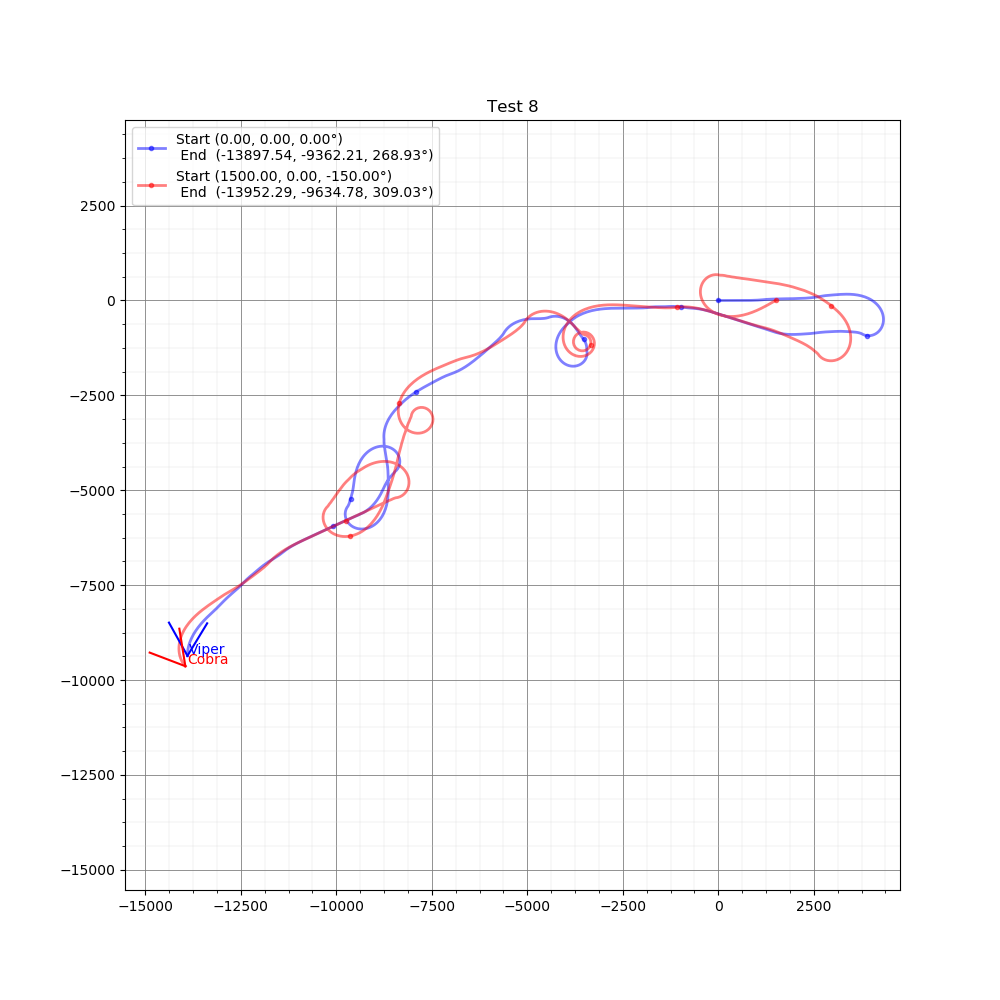 Test 8
Start (0.00, 0.00, 0.00°)
End (-13897.54, -9362.21, 268.93°)
Start (1500.00, 0.00, -150.00°)
End (-13952.29, -9634.78, 309.03°)
2500
0
−2500
−5000
−7500
−10000
−12500
−15000
Viper
Cobra
−15000 −12500 −10000 −7500 −5000 −2500 0 2500